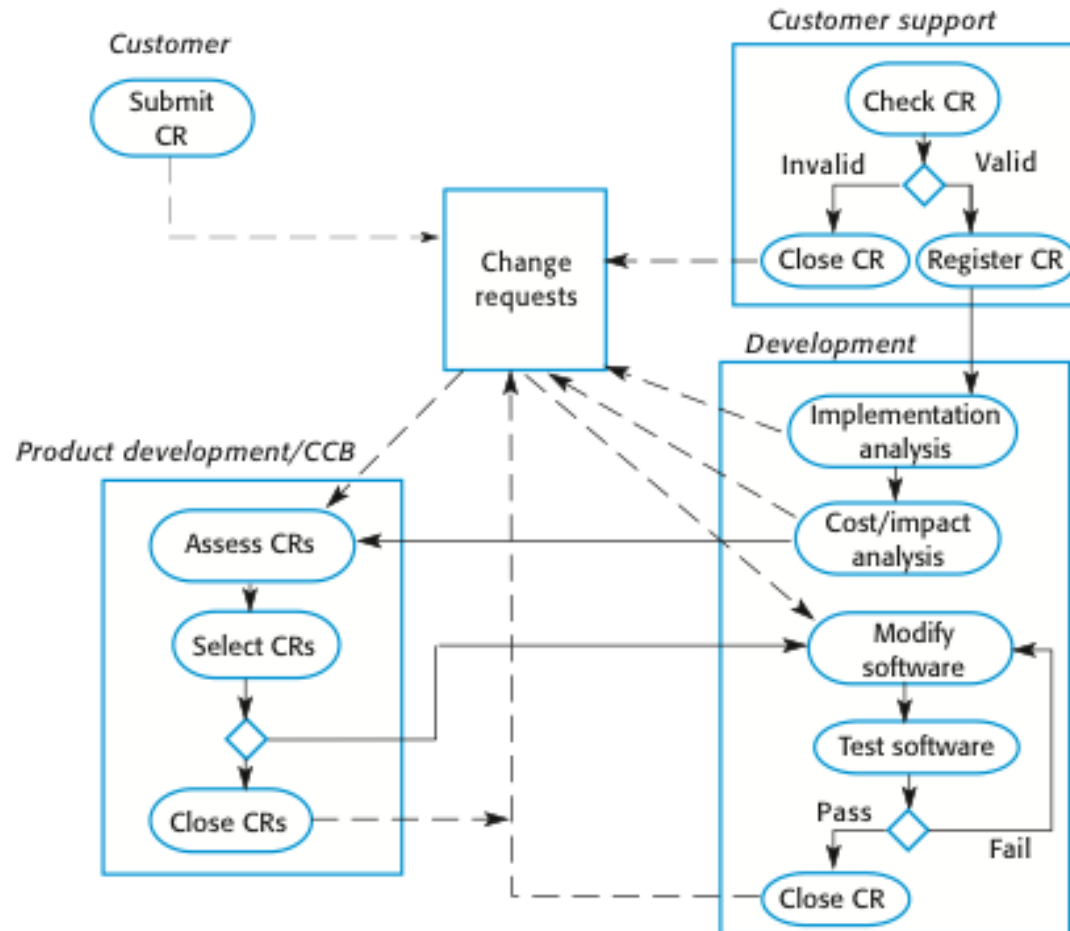 Customer
Submit
CR
Customer support
Check CR
Invalid
Valid
Close CR
Register CR
Change
requests
Development
Implementation
analysis
Cost/impact
analysis
Modify
software
Test software
Pass
Fail
Close CR
Product development/CCB
Assess CRs
Select CRs
Close CRs